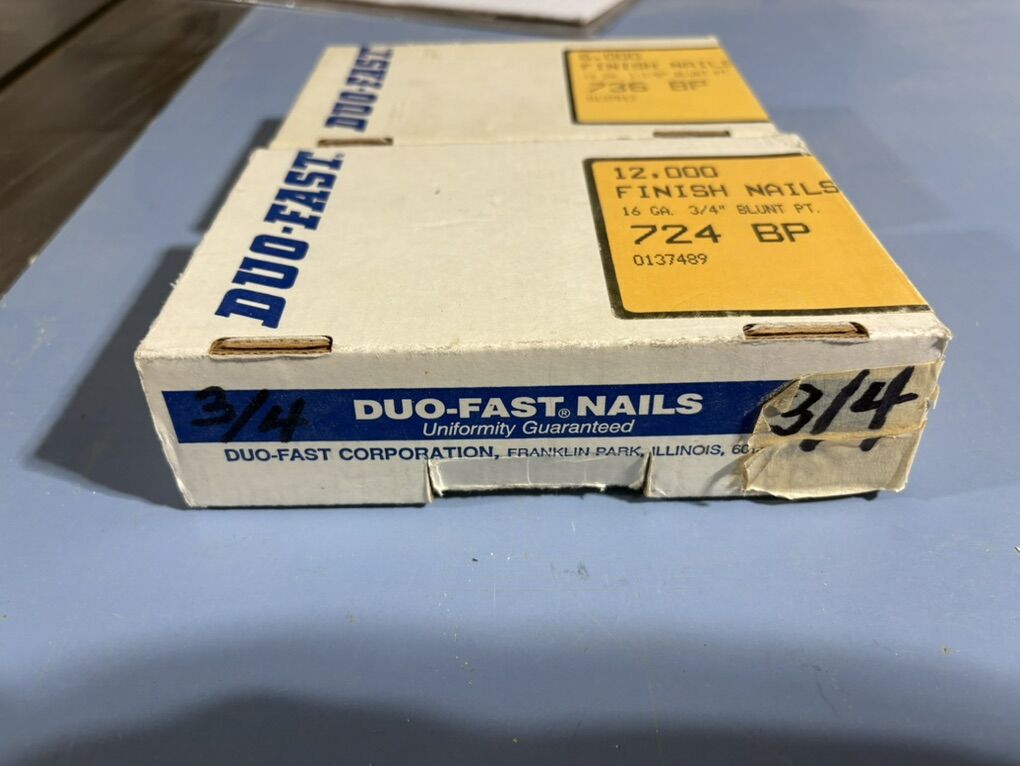 DUO-FAST
FINISH NAILS
736 BP
DUO-FAST®
12,000
FINISH NAILS
16 GA. 3/4" BLUNT PT.
724 BP
0137489
3/4
DUO-FAST® NAILS
Uniformity Guaranteed
DUO-FAST CORPORATION, FRANKLIN PARK, ILLINOIS,
3/4